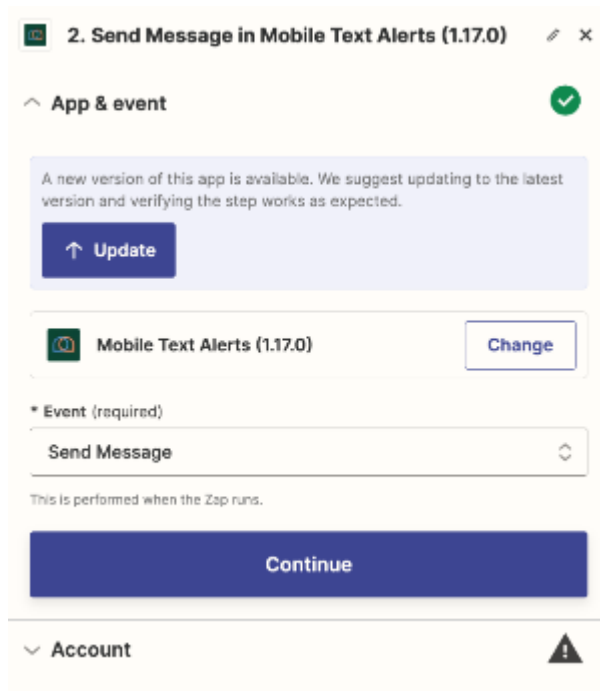 2. Send Message in Mobile Text Alerts (1.17.0)
App & event
A new version of this app is available. We suggest updating to the latest
version and verifying the step works as expected.
Update
Mobile Text Alerts (1.17.0)
Change
* Event (required)
Send Message
This is performed when the Zap runs.
Continue
Account